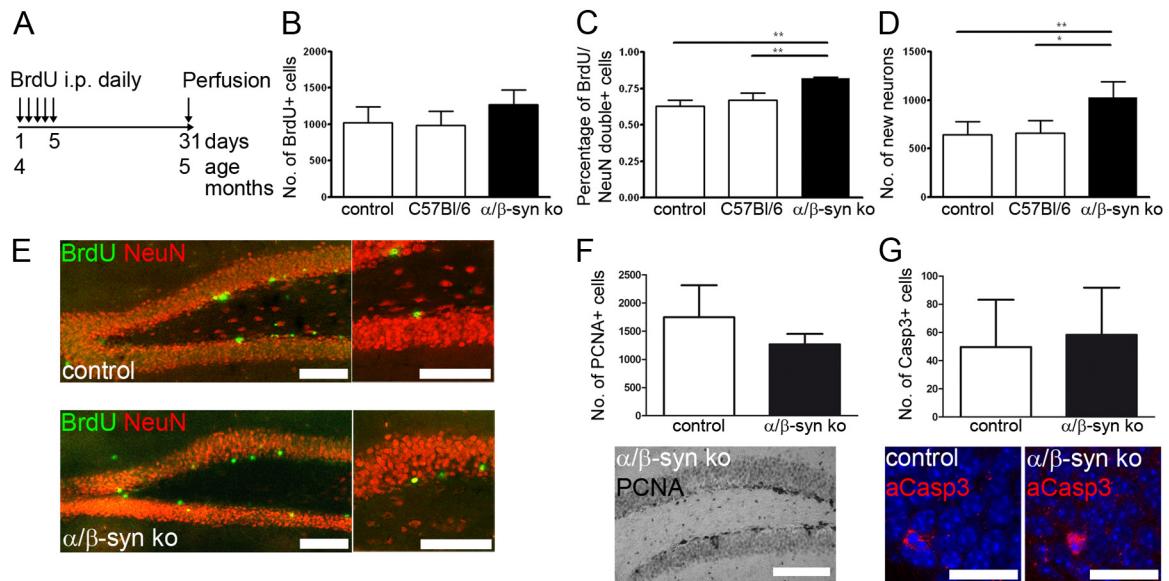 A
BrdU i.p. daily
Perfusion
1 5 31 days
4 5 age
months
B
No. of BrdU+ cells
2000
1500
1000
500
0
control C57Bl/6 α/β-syn ko
C
Percentage of BrdU/
NeuN double+ cells
1.00
0.75
0.50
0.25
0.00
**
**
control C57Bl/6 α/β-syn ko
D
No. of new neurons
1500
1000
500
0
**
*
control C57Bl/6 α/β-syn ko
E
BrdU NeuN
control
BrdU NeuN
α/β-syn ko
F
No. of PCNA+ cells
2500
2000
1500
1000
500
0
control α/β-syn ko
α/β-syn ko
PCNA
G
No. of Casp3+ cells
100
80
60
40
20
0
control α/β-syn ko
control
aCasp3
α/β-syn ko
aCasp3